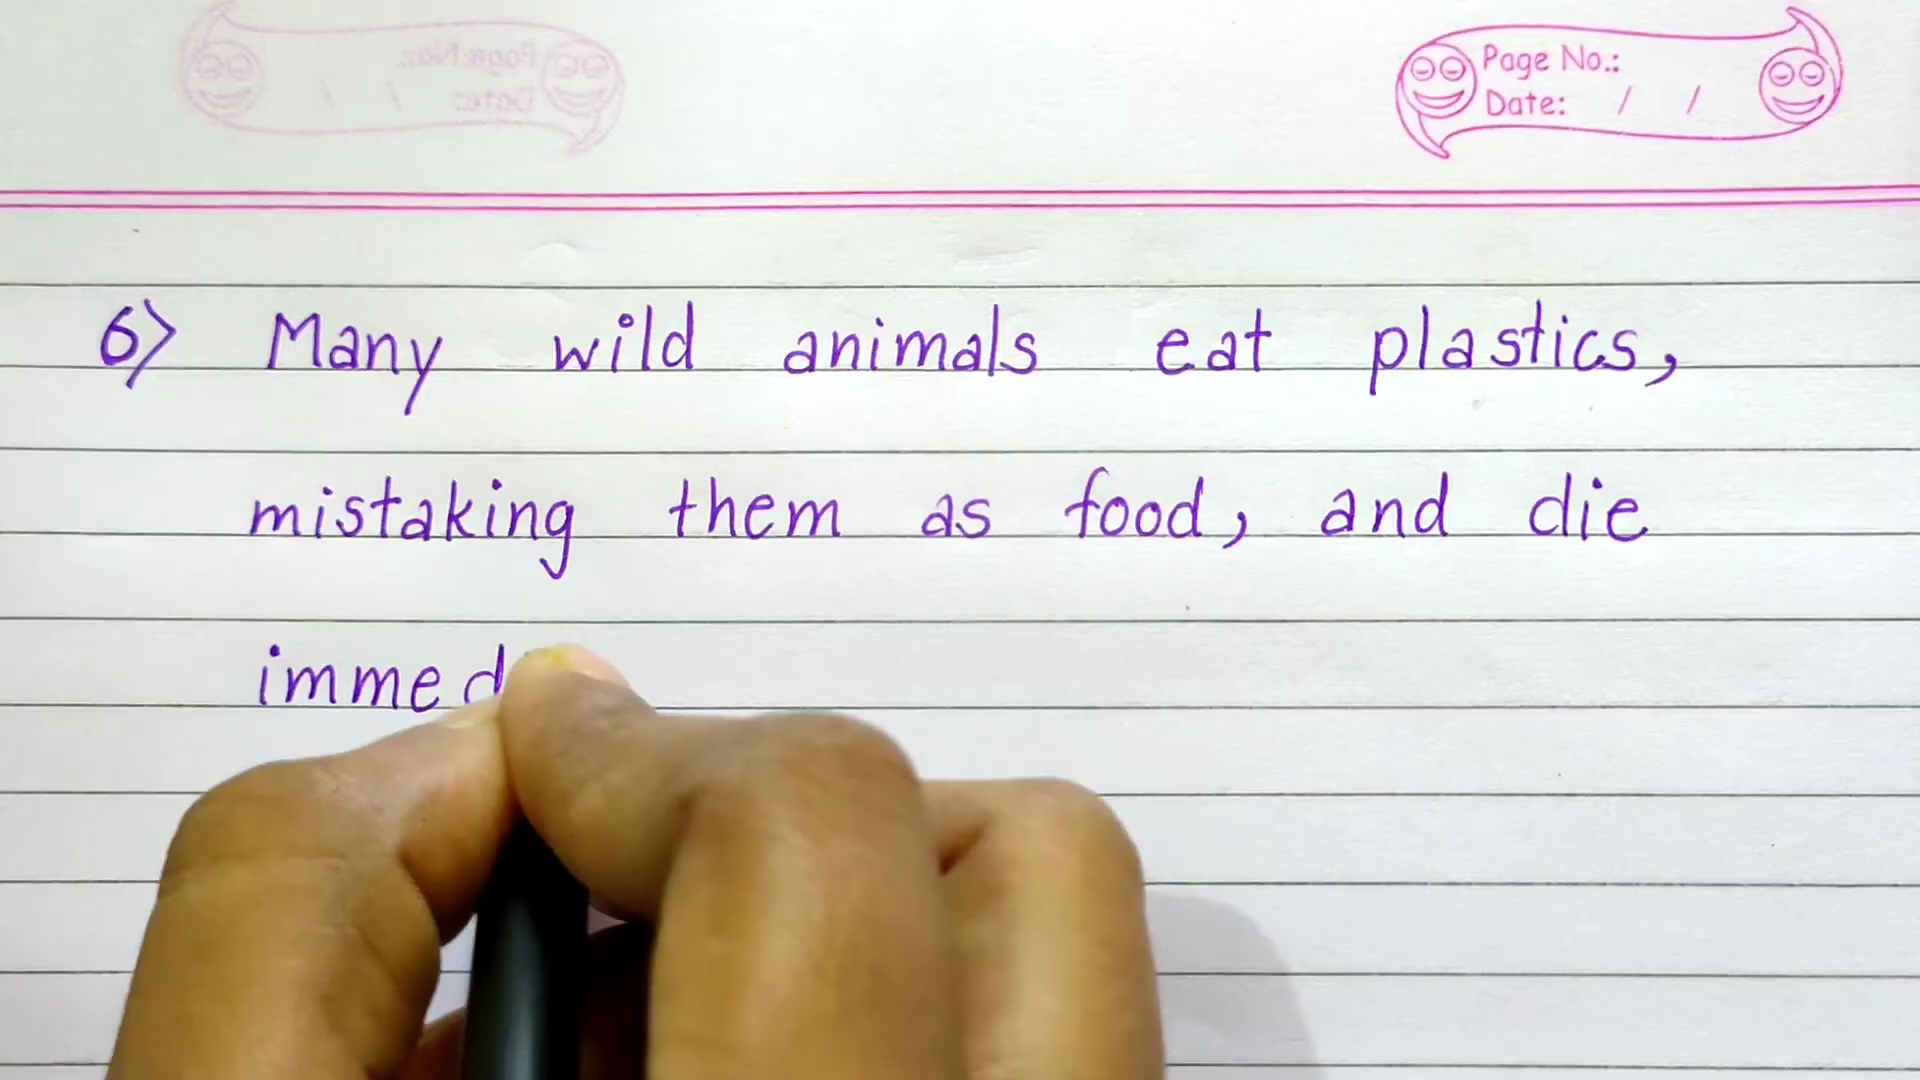 Page No.:
Date: / /
6) Many wild animals eat plastics,
mistaking them as food, and die
immed